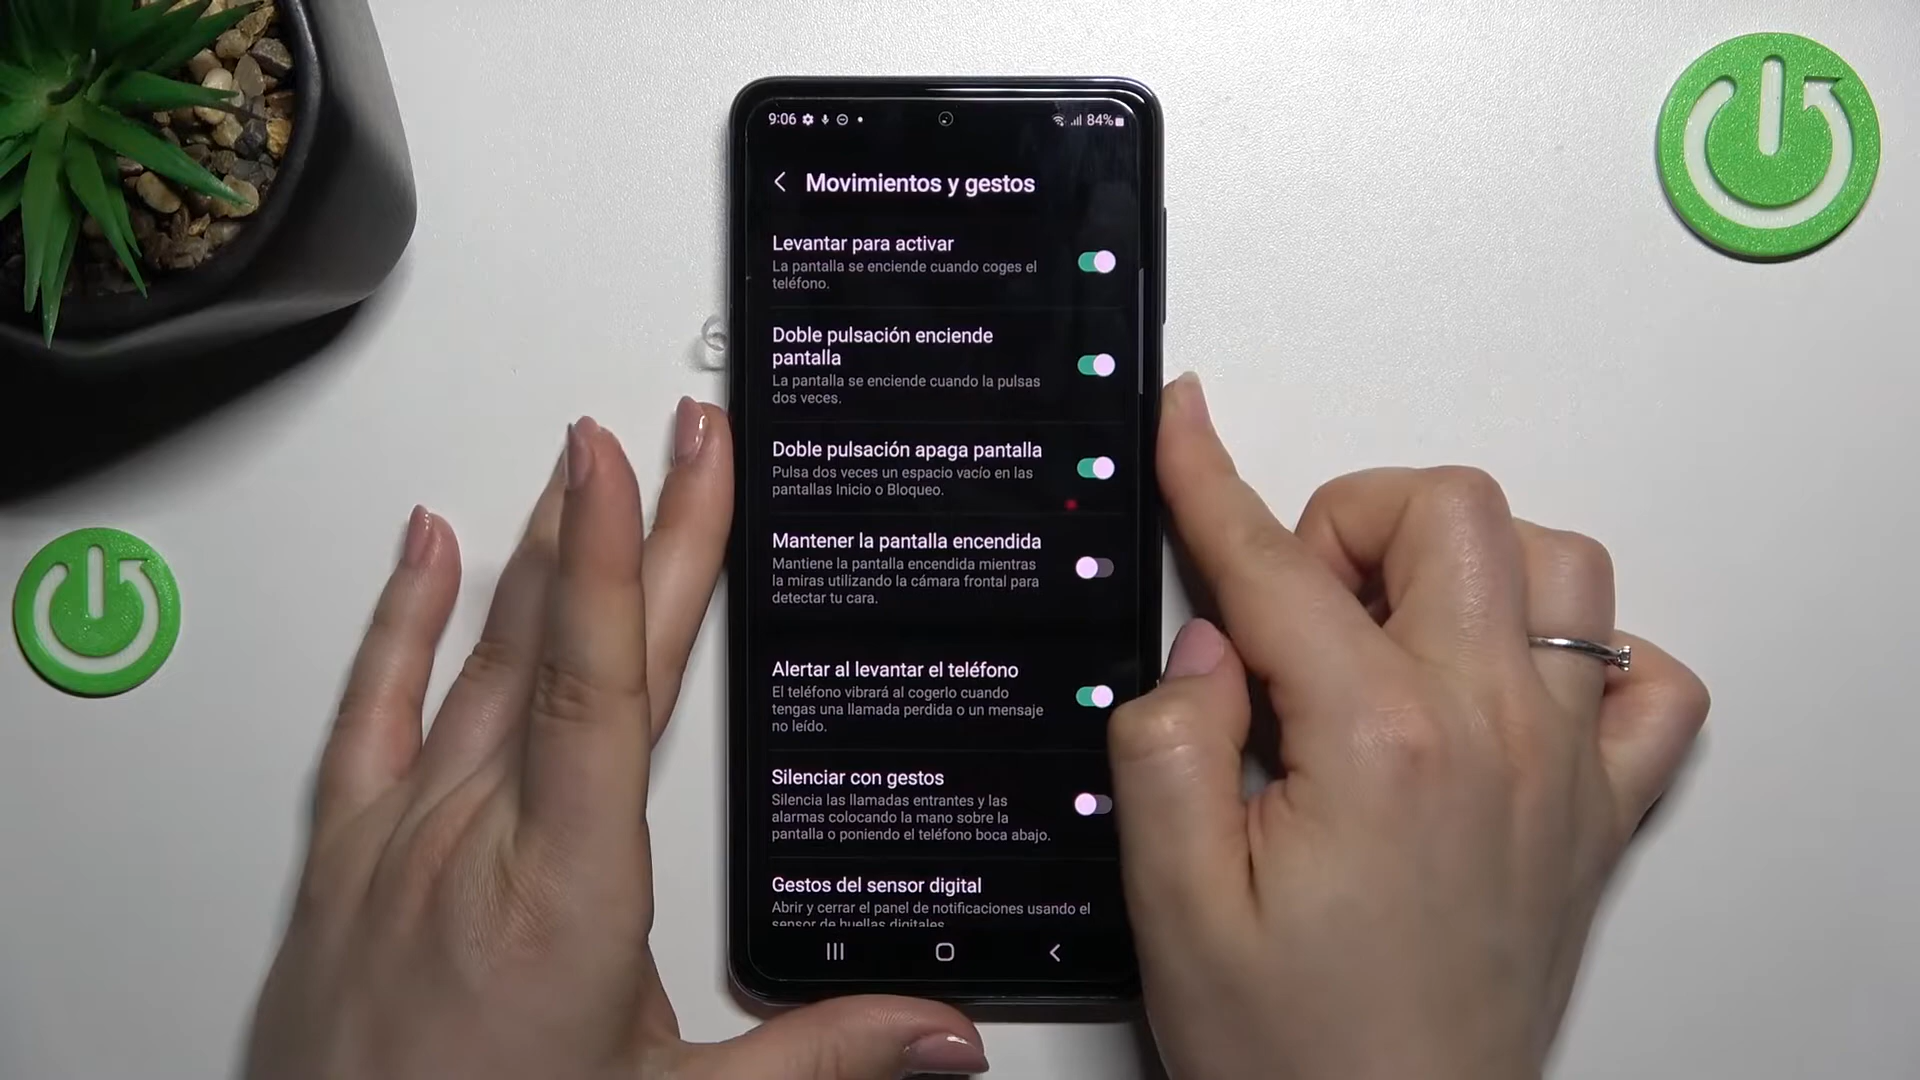 9:06 84%
Movimientos y gestos
Levantar para activar
La pantalla se enciende cuando coges el
teléfono.
Doble pulsación enciende
pantalla
La pantalla se enciende cuando la pulsas
dos veces.
Doble pulsación apaga pantalla
Pulsa dos veces un espacio vacío en las
pantallas Inicio o Bloqueo.
Mantener la pantalla encendida
Mantiene la pantalla encendida mientras
la miras utilizando la cámara frontal para
detectar tu cara.
Alertar al levantar el teléfono
El teléfono vibrará al cogerlo cuando
tengas una llamada perdida o un mensaje
no leído.
Silenciar con gestos
Silencia las llamadas entrantes y las
alarmas colocando la mano sobre la
pantalla o poniendo el teléfono boca abajo.
Gestos del sensor digital
Abrir y cerrar el panel de notificaciones usando el
sensor de huellas digitales